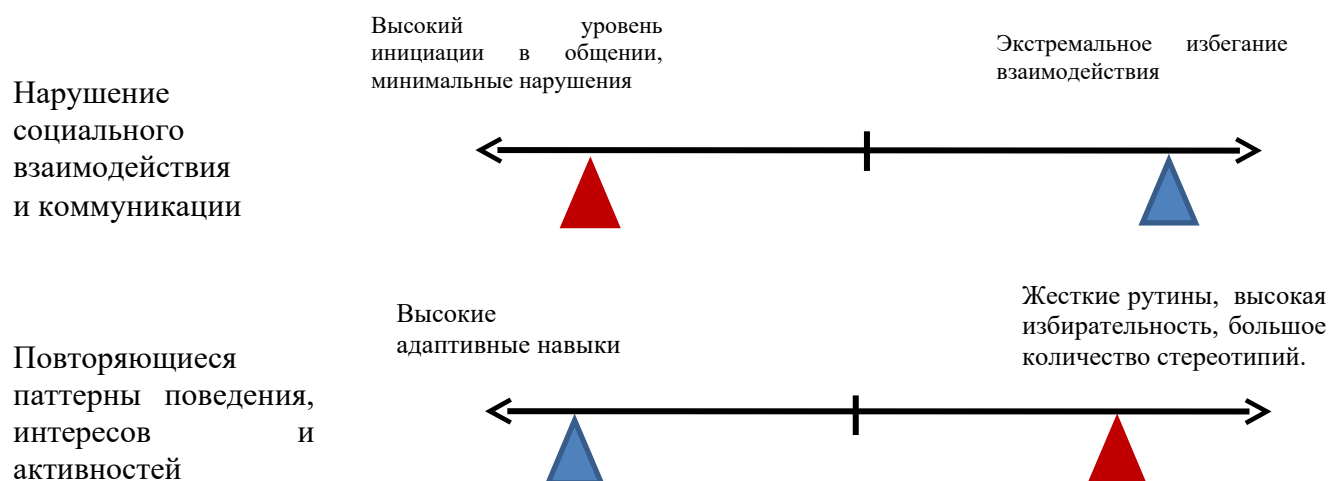 Высокий уровень
инициации в общении,
минимальные нарушения
Экстремальное избегание
взаимодействия
Нарушение
социального
взаимодействия
и коммуникации
Высокие
адаптивные навыки
Жесткие рутины, высокая
избирательность, большое
количество стереотипий.
Повторяющиеся
паттерны поведения,
интересов и
активностей